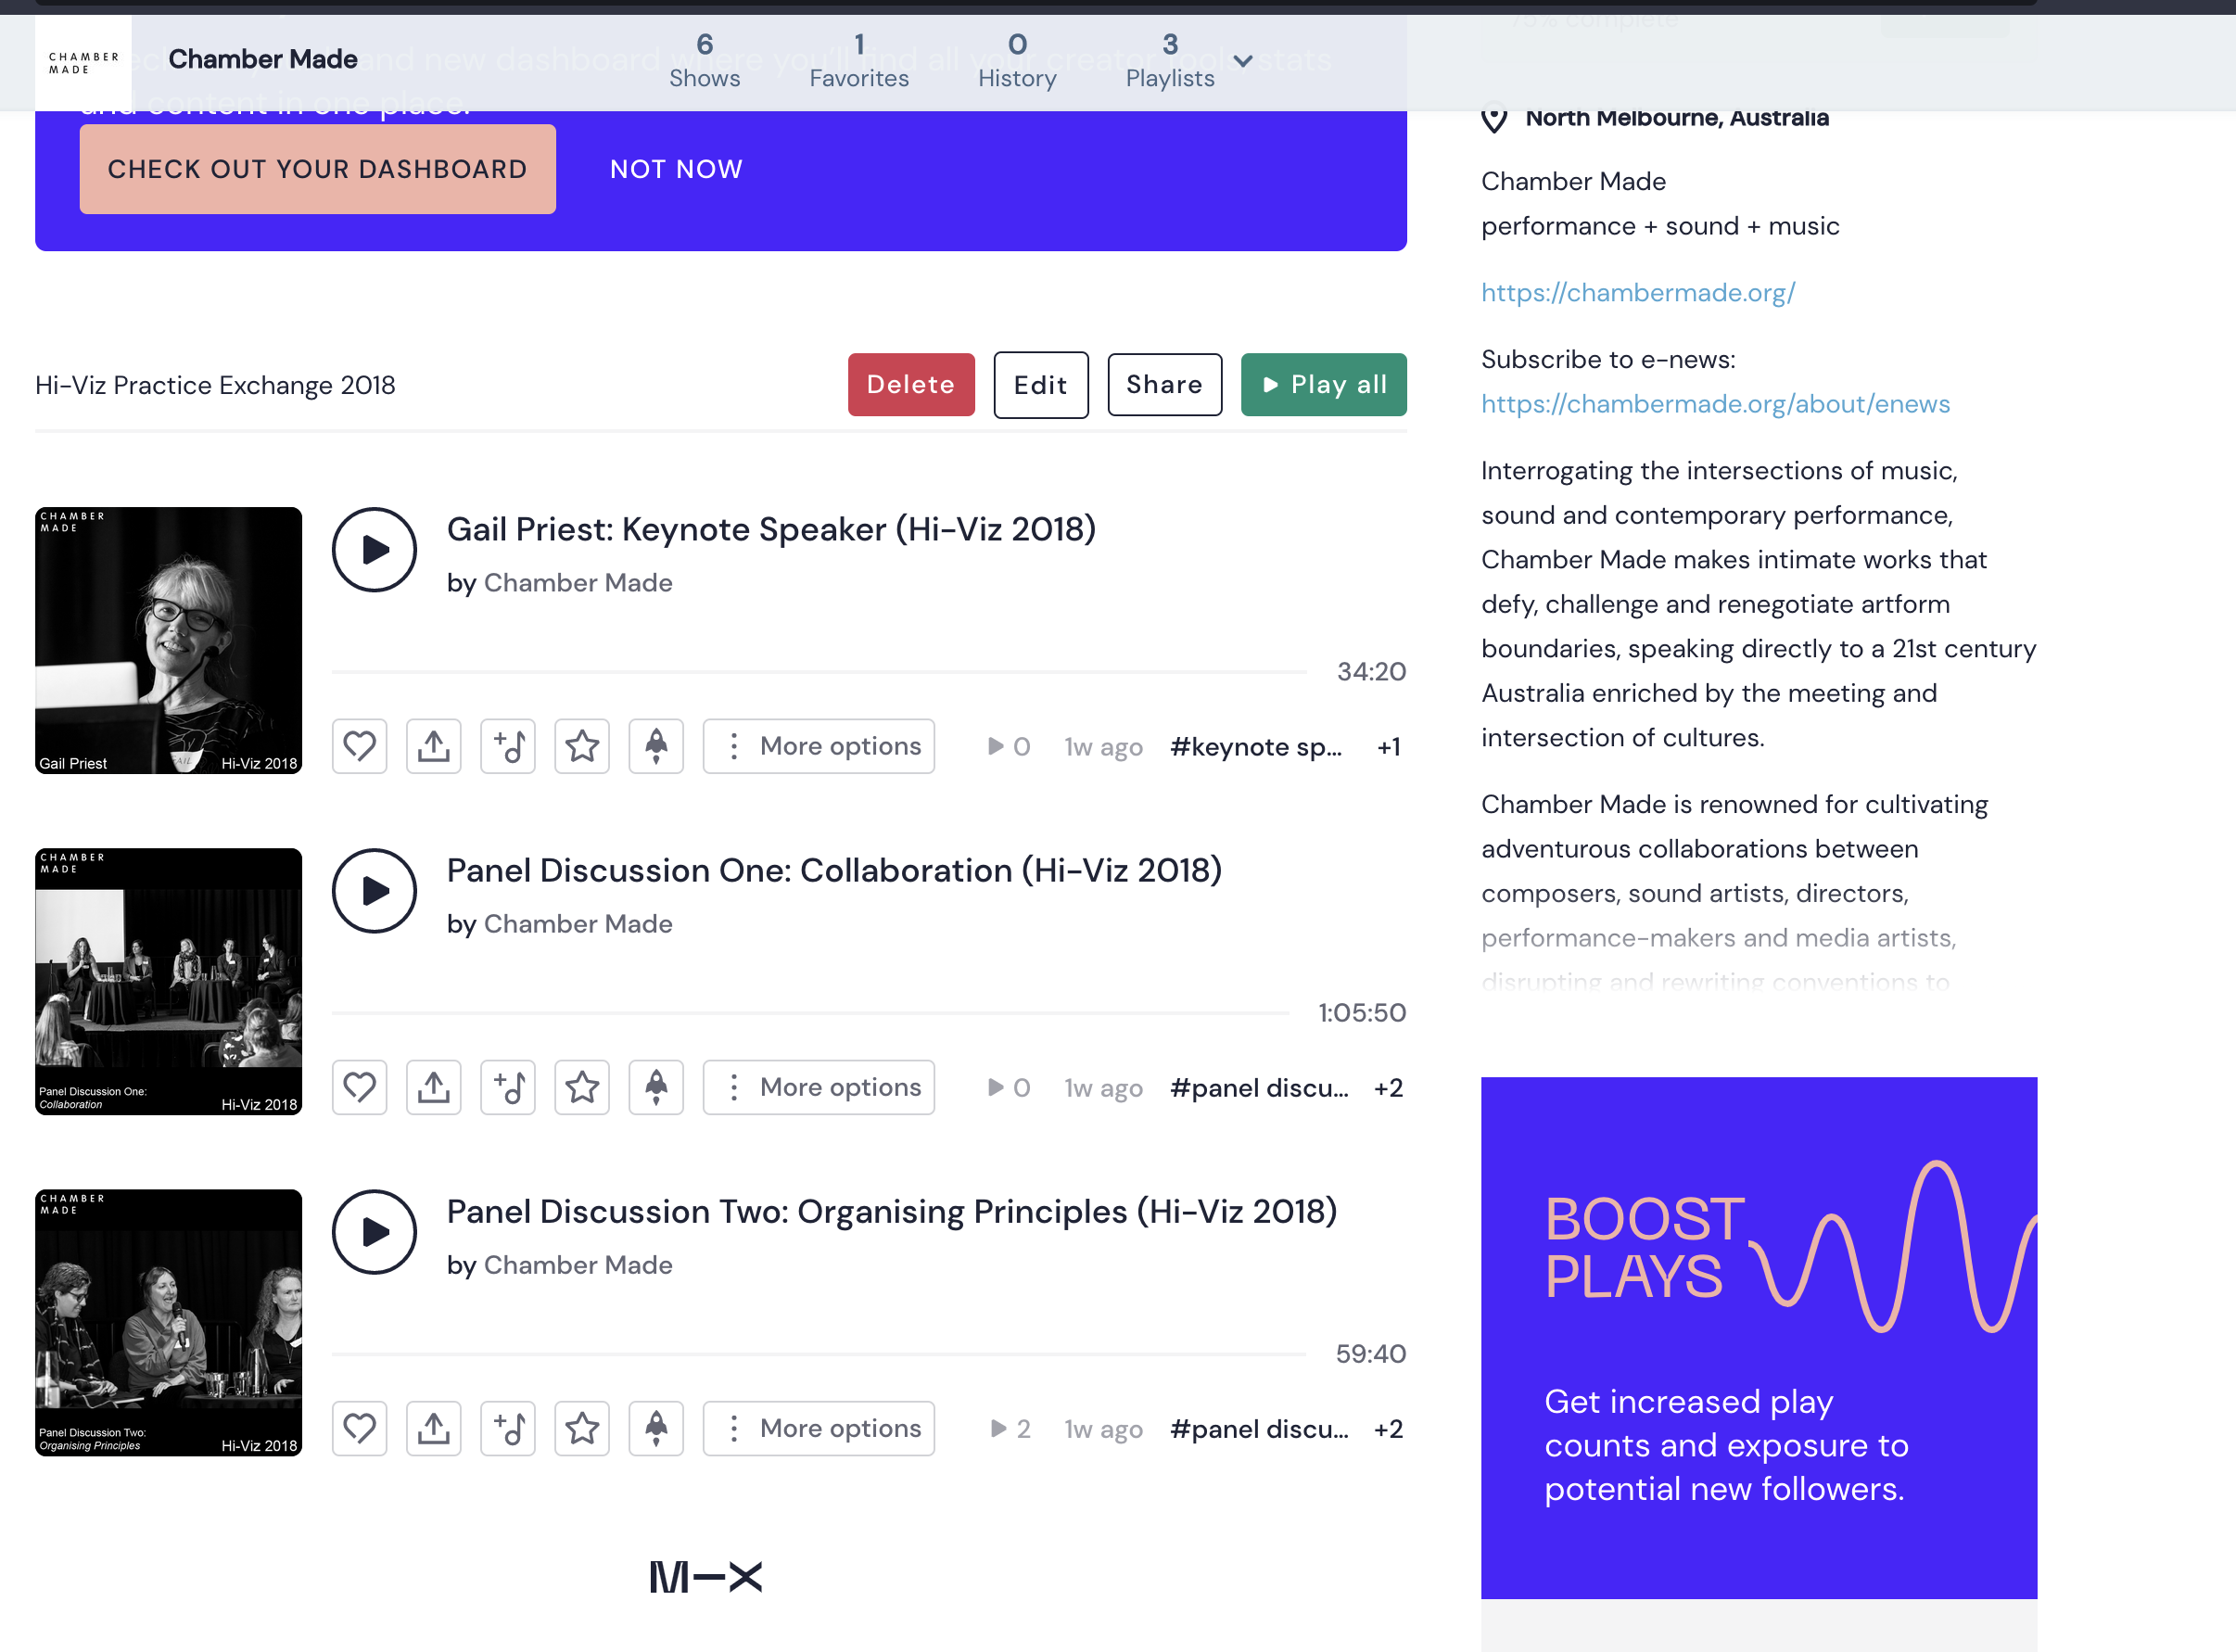 75% complete
CHAMBER
MADE
Chamber Made
6
Shows
1
Favorites
0
History
3
Playlists
and new dashboard where you'll find all your creator tools, stats
and content in one place.
CHECK OUT YOUR DASHBOARD
NOT NOW
Hi-Viz Practice Exchange 2018
Delete
Edit
Share
Play all
CHAMBER
MADE
Gail Priest
Hi-Viz 2018
Gail Priest: Keynote Speaker (Hi-Viz 2018)
by Chamber Made
34:20
More options
0
1w ago
#keynote sp...
+1
CHAMBER
MADE
Panel Discussion One:
Collaboration
Hi-Viz 2018
Panel Discussion One: Collaboration (Hi-Viz 2018)
by Chamber Made
1:05:50
More options
0
1w ago
#panel discu...
+2
CHAMBER
MADE
Panel Discussion Two:
Organising Principles
Hi-Viz 2018
Panel Discussion Two: Organising Principles (Hi-Viz 2018)
by Chamber Made
59:40
More options
2
1w ago
#panel discu...
+2
M-X
North Melbourne, Australia
Chamber Made
performance + sound + music
https://chambermade.org/
Subscribe to e-news:
https://chambermade.org/about/enews
Interrogating the intersections of music,
sound and contemporary performance,
Chamber Made makes intimate works that
defy, challenge and renegotiate artform
boundaries, speaking directly to a 21st century
Australia enriched by the meeting and
intersection of cultures.
Chamber Made is renowned for cultivating
adventurous collaborations between
composers, sound artists, directors,
performance-makers and media artists,
disrupting and rewriting conventions to
BOOST
PLAYS
Get increased play
counts and exposure to
potential new followers.